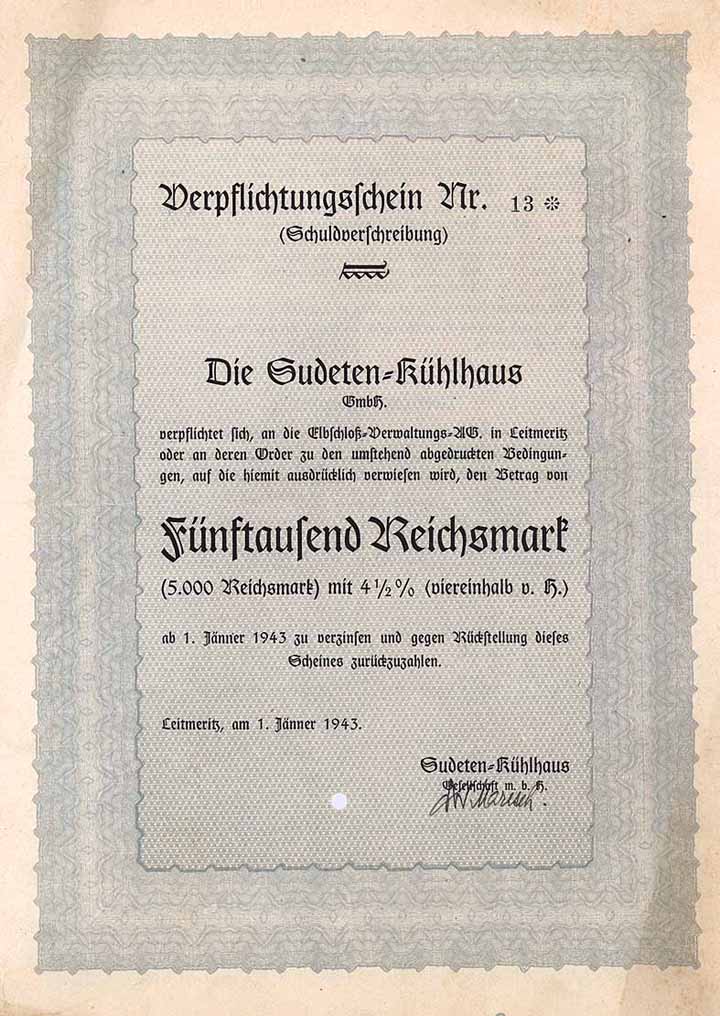 Verpflichtungsschein Nr. 13 ❊
(Schuldverschreibung)
Die Sudeten-Kühlhaus
GmbH.
verpflichtet sich, an die Elbschloß-Verwaltungs-AG. in Leitmeritz
oder an deren Order zu den umstehend abgedruckten Bedingun-
gen, auf die hiemit ausdrücklich verwiesen wird, den Betrag von
Fünftausend Reichsmark
(5.000 Reichsmark) mit 4½% (viereinhalb v. H.)
ab 1. Jänner 1943 zu verzinsen und gegen Rückstellung dieses
Scheines zurückzuzahlen.
Leitmeritz, am 1. Jänner 1943.
Sudeten-Kühlhaus
Gesellschaft m. b. H.
Maresch.